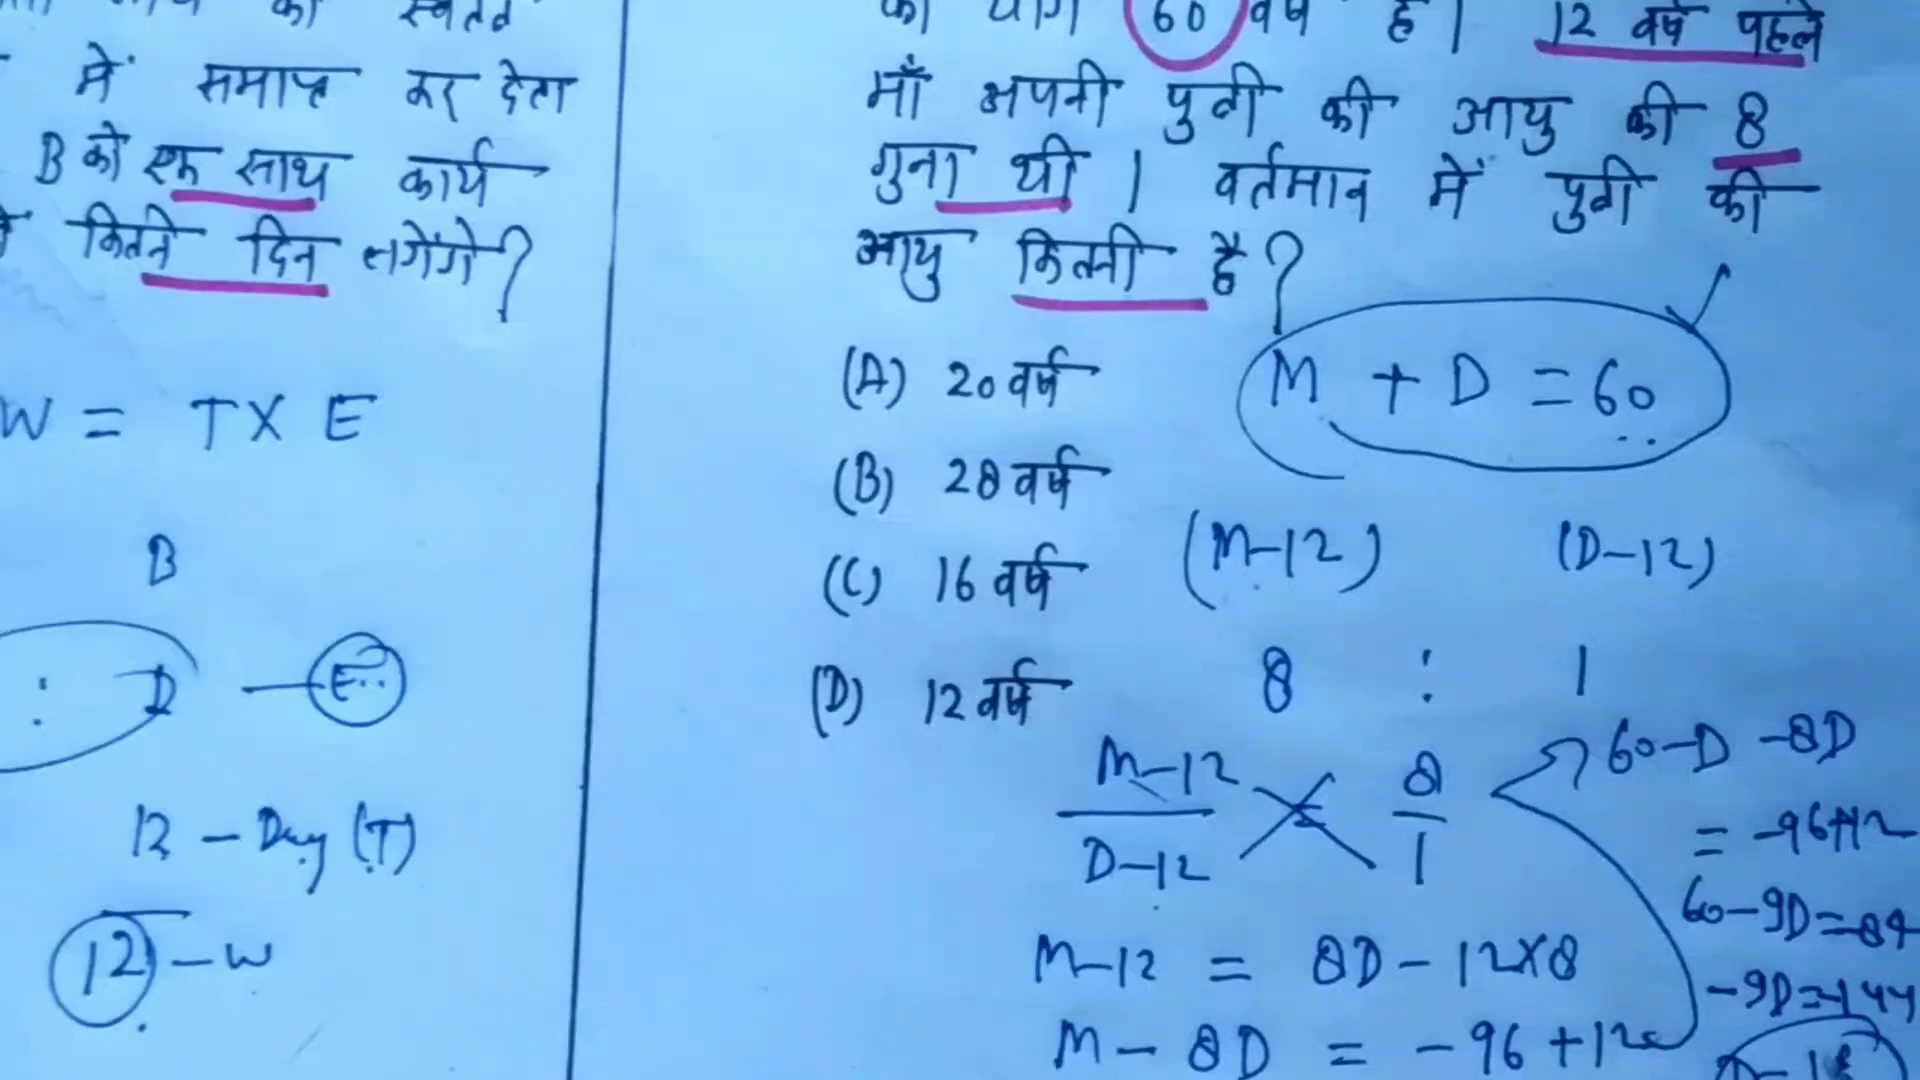 में समाप्त कर देता
B को एक साथ कार्य
कितने दिन लगेंगे?
W = T X E
B
: D — E
12 - Day (T)
12 - W
का योग 60 वर्ष है। 12 वर्ष पहले
माँ अपनी पुत्री की आयु की 8
गुना थी। वर्तमान में पुत्री की
आयु कितनी है?
(A) 20 वर्ष
(B) 28 वर्ष
(C) 16 वर्ष
(D) 12 वर्ष
M + D = 60
(M-12) (D-12)
8 : 1
M-12 = 8
D-12 1
M-12 = 8D - 12X8
M - 8D = -96 + 12
60-D -8D
= -96+12
60-9D=-84
-9D=-144